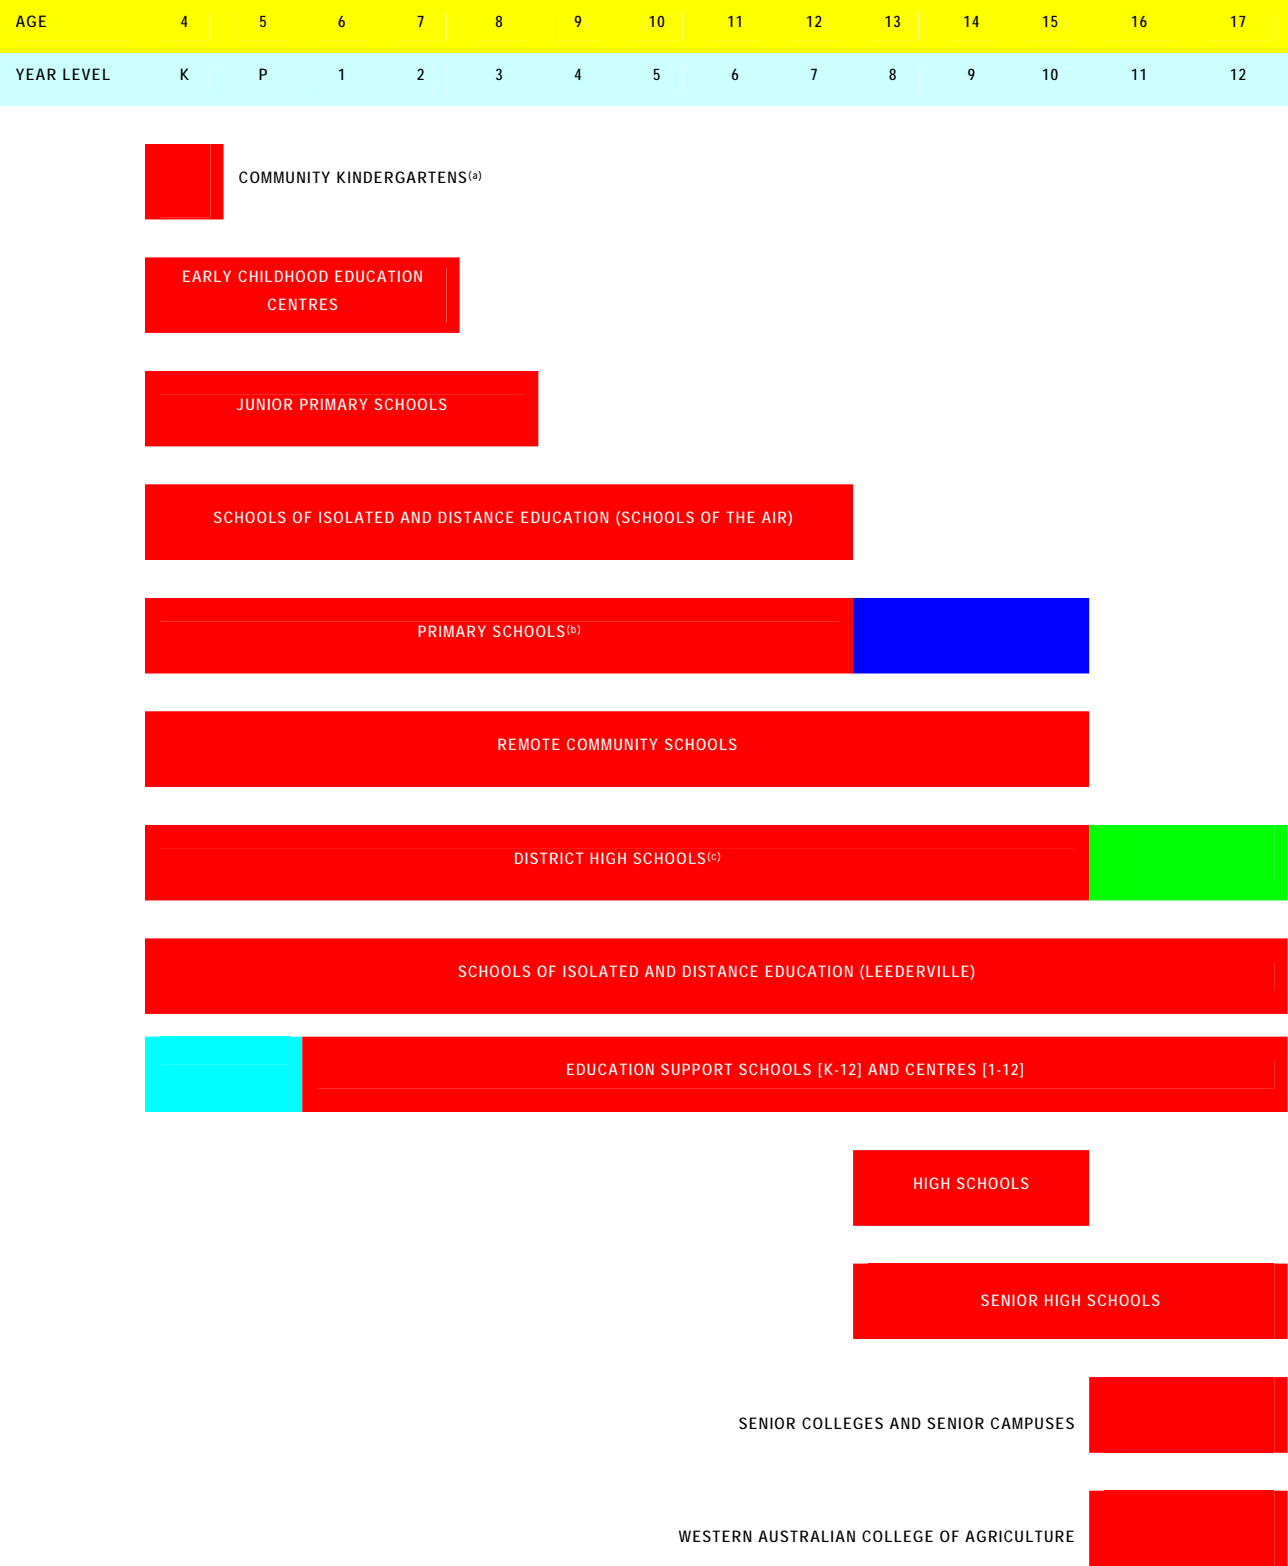 AGE 4 5 6 7 8 9 10 11 12 13 14 15 16 17
YEAR LEVEL K P 1 2 3 4 5 6 7 8 9 10 11 12
COMMUNITY KINDERGARTENS(a)
EARLY CHILDHOOD EDUCATION
CENTRES
JUNIOR PRIMARY SCHOOLS
SCHOOLS OF ISOLATED AND DISTANCE EDUCATION (SCHOOLS OF THE AIR)
PRIMARY SCHOOLS(b)
REMOTE COMMUNITY SCHOOLS
DISTRICT HIGH SCHOOLS(c)
SCHOOLS OF ISOLATED AND DISTANCE EDUCATION (LEEDERVILLE)
EDUCATION SUPPORT SCHOOLS [K-12] AND CENTRES [1-12]
HIGH SCHOOLS
SENIOR HIGH SCHOOLS
SENIOR COLLEGES AND SENIOR CAMPUSES
WESTERN AUSTRALIAN COLLEGE OF AGRICULTURE